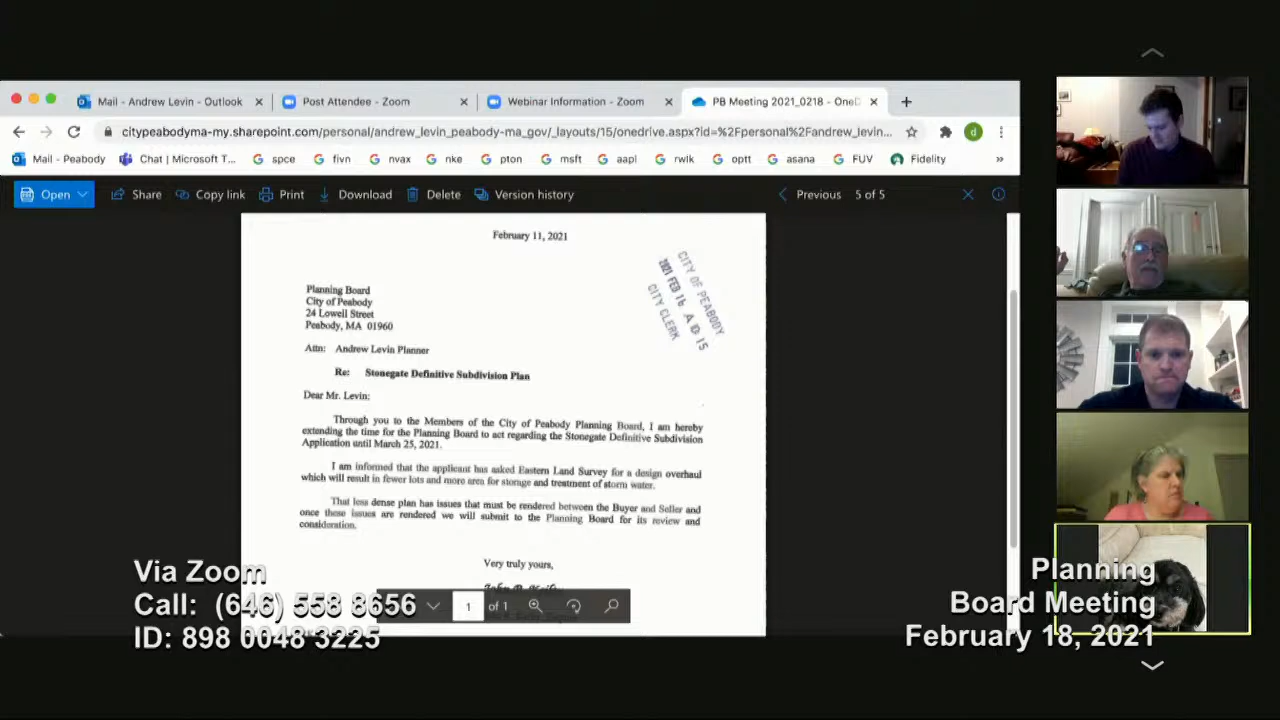 Mail - Andrew Levin - Outlook
Post Attendee - Zoom
Webinar Information - Zoom
PB Meeting 2021_0218 - OneD
citypeabodyma-my.sharepoint.com/personal/andrew_levin_peabody-ma_gov/_layouts/15/onedrive.aspx?id=%2Fpersonal%2Fandrew_levin...
d
Mail - Peabody
Chat | Microsoft T...
spce
fivn
nvax
nke
pton
msft
aapl
rwlk
optt
asana
FUV
Fidelity
»
Open
Share
Copy link
Print
Download
Delete
Version history
Previous
5 of 5
February 11, 2021
CITY OF PEABODY
2021 FEB 16 A 15
CITY CLERK
Planning Board
City of Peabody
24 Lowell Street
Peabody, MA 01960
Attn: Andrew Levin Planner
Re: Stonegate Definitive Subdivision Plan
Dear Mr. Levin:
Through you to the Members of the City of Peabody Planning Board, I am hereby
extending the time for the Planning Board to act regarding the Stonegate Definitive Subdivision
Application until March 25, 2021.
I am informed that the applicant has asked Eastern Land Survey for a design overhaul
which will result in fewer lots and more area for storage and treatment of storm water.
That less dense plan has issues that must be rendered between the Buyer and Seller and
once these issues are rendered we will submit to the Planning Board for its review and
consideration.
Very truly yours,
1 of 1
Via Zoom
Call: (646) 558 8656
ID: 898 0048 3225
Planning
Board Meeting
February 18, 2021